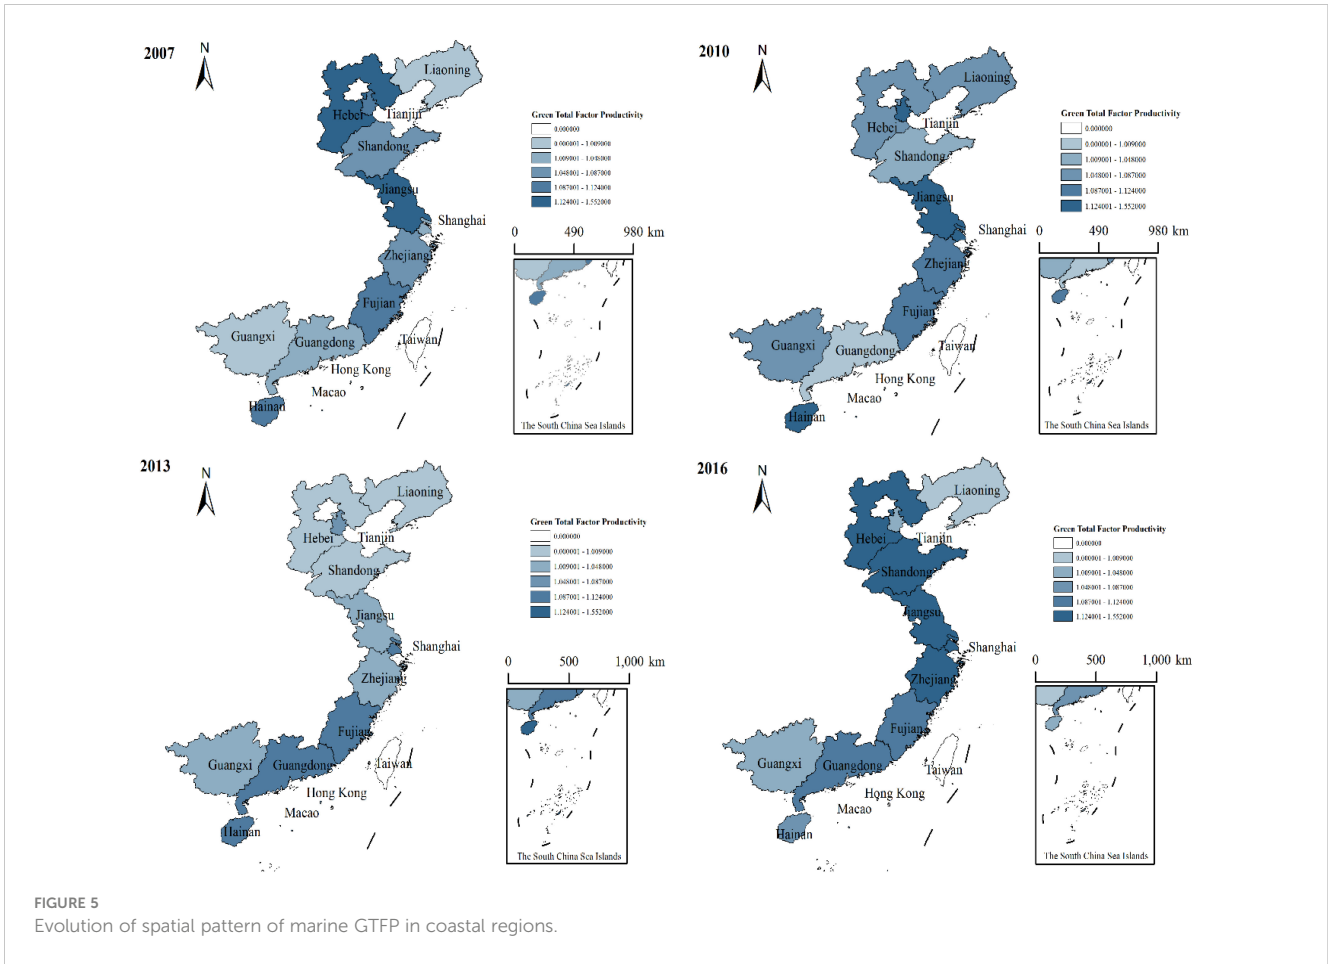 2007
N
Liaoning
Hebei
Tianjin
Shandong
Jiangsu
Shanghai
Zhejiang
Fujian
Guangxi
Guangdong
Taiwan
Hong Kong
Macao
Hainan
Green Total Factor Productivity
0.000000
0.000001 - 1.009000
1.009001 - 1.048000
1.048001 - 1.087000
1.087001 - 1.124000
1.124001 - 1.552000
0 490 980 km
The South China Sea Islands
2010
N
Liaoning
Hebei
Tianjin
Shandong
Jiangsu
Shanghai
Zhejiang
Fujian
Guangxi
Guangdong
Taiwan
Hong Kong
Macao
Hainan
Green Total Factor Productivity
0.000000
0.000001 - 1.009000
1.009001 - 1.048000
1.048001 - 1.087000
1.087001 - 1.124000
1.124001 - 1.552000
0 490 980 km
The South China Sea Islands
2013
N
Liaoning
Hebei
Tianjin
Shandong
Jiangsu
Shanghai
Zhejiang
Fujian
Guangxi
Guangdong
Taiwan
Hong Kong
Macao
Hainan
Green Total Factor Productivity
0.000000
0.000001 - 1.009000
1.009001 - 1.048000
1.048001 - 1.087000
1.087001 - 1.124000
1.124001 - 1.552000
0 500 1,000 km
The South China Sea Islands
2016
N
Liaoning
Hebei
Tianjin
Shandong
Jiangsu
Shanghai
Zhejiang
Fujian
Guangxi
Guangdong
Taiwan
Hong Kong
Macao
Hainan
Green Total Factor Productivity
0.000000
0.000001 - 1.009000
1.009001 - 1.048000
1.048001 - 1.087000
1.087001 - 1.124000
1.124001 - 1.552000
0 500 1,000 km
The South China Sea Islands
FIGURE 5
Evolution of spatial pattern of marine GTFP in coastal regions.